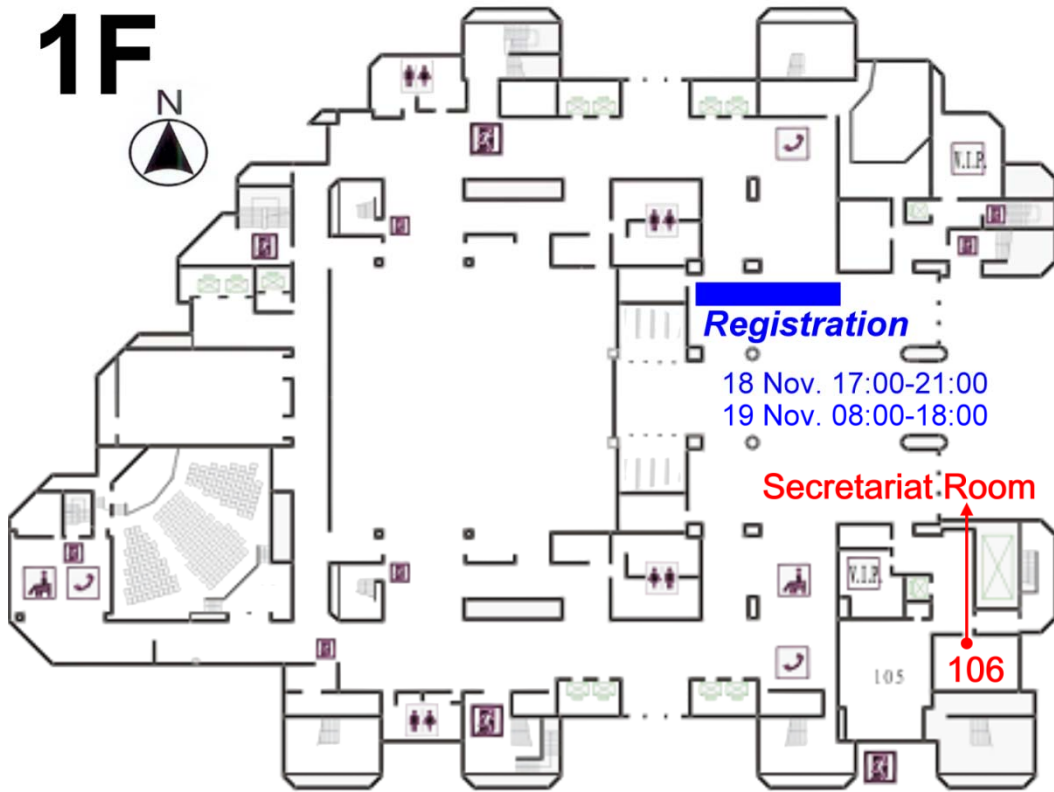 1F
N
V.I.P.
Registration
18 Nov. 17:00-21:00
19 Nov. 08:00-18:00
Secretariat Room
V.I.P.
105
106